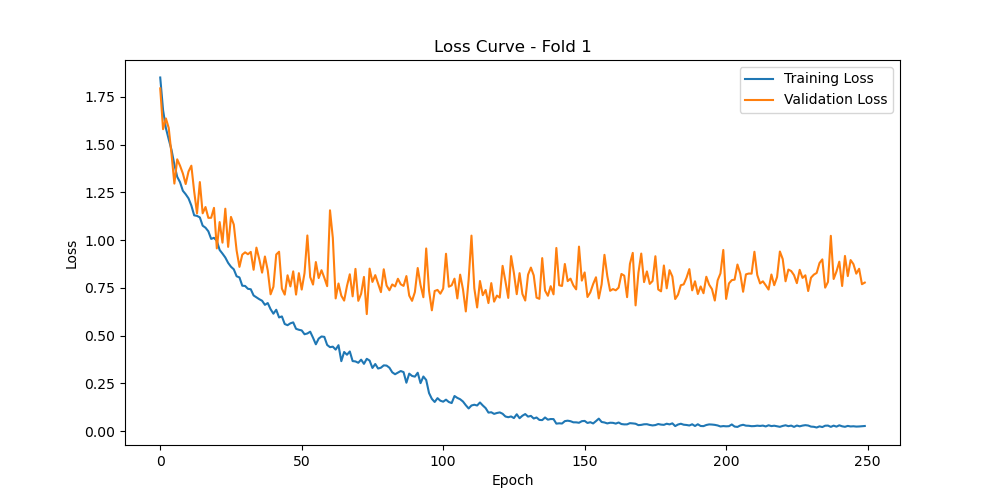 Loss Curve - Fold 1
Training Loss
Validation Loss
1.75
1.50
1.25
1.00
0.75
0.50
0.25
0.00
Loss
0 50 100 150 200 250
Epoch